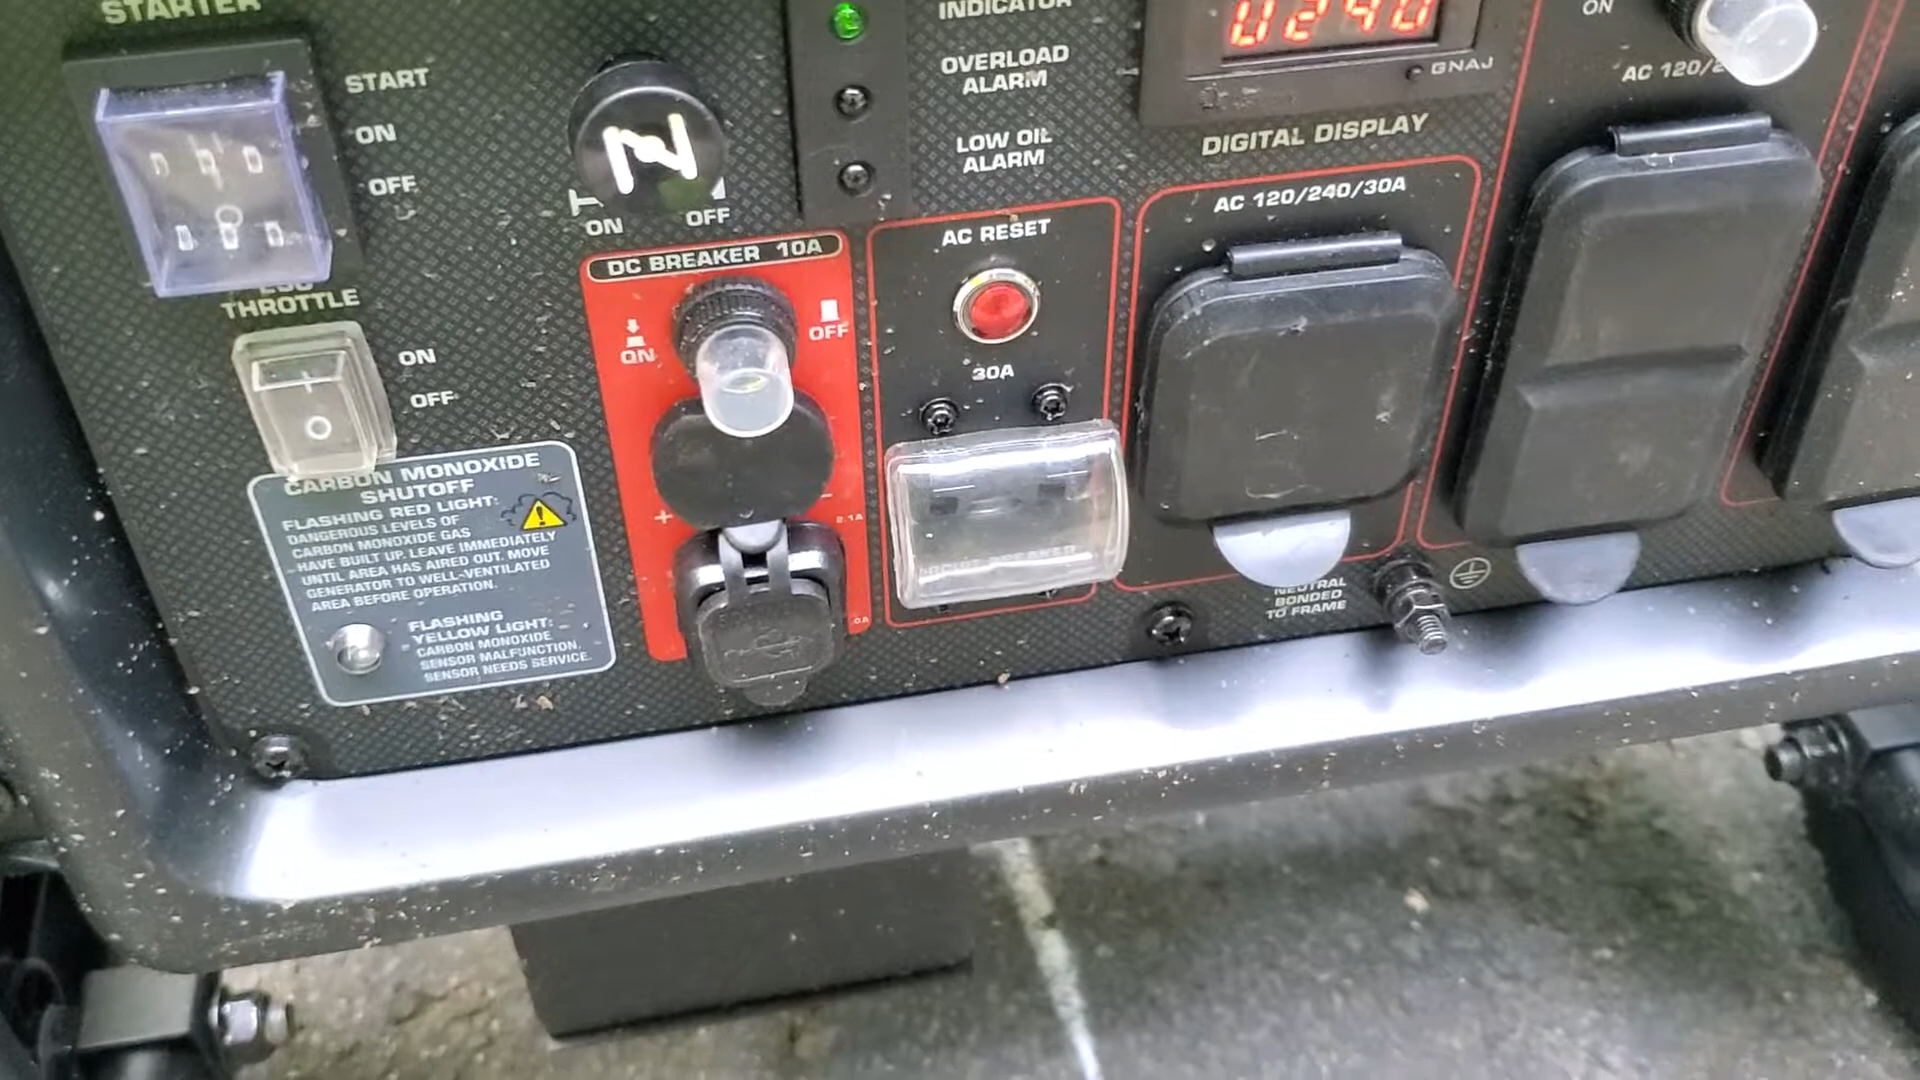 STARTER
START
ON
OFF
INDICATOR
OVERLOAD
ALARM
LOW OIL
ALARM
U240
GNAJ
DIGITAL DISPLAY
ON
AC 120/2
ON OFF
THROTTLE
ON
OFF
DC BREAKER 10A
ON
OFF
+
-
2.1A
AC RESET
30A
AC 120/240/30A
CARBON MONOXIDE
SHUTOFF
FLASHING RED LIGHT:
DANGEROUS LEVELS OF
CARBON MONOXIDE GAS
HAVE BUILT UP. LEAVE IMMEDIATELY
UNTIL AREA HAS AIRED OUT. MOVE
GENERATOR TO WELL-VENTILATED
AREA BEFORE OPERATION.
FLASHING
YELLOW LIGHT:
CARBON MONOXIDE
SENSOR MALFUNCTION.
SENSOR NEEDS SERVICE.
NEUTRAL
BONDED
TO FRAME